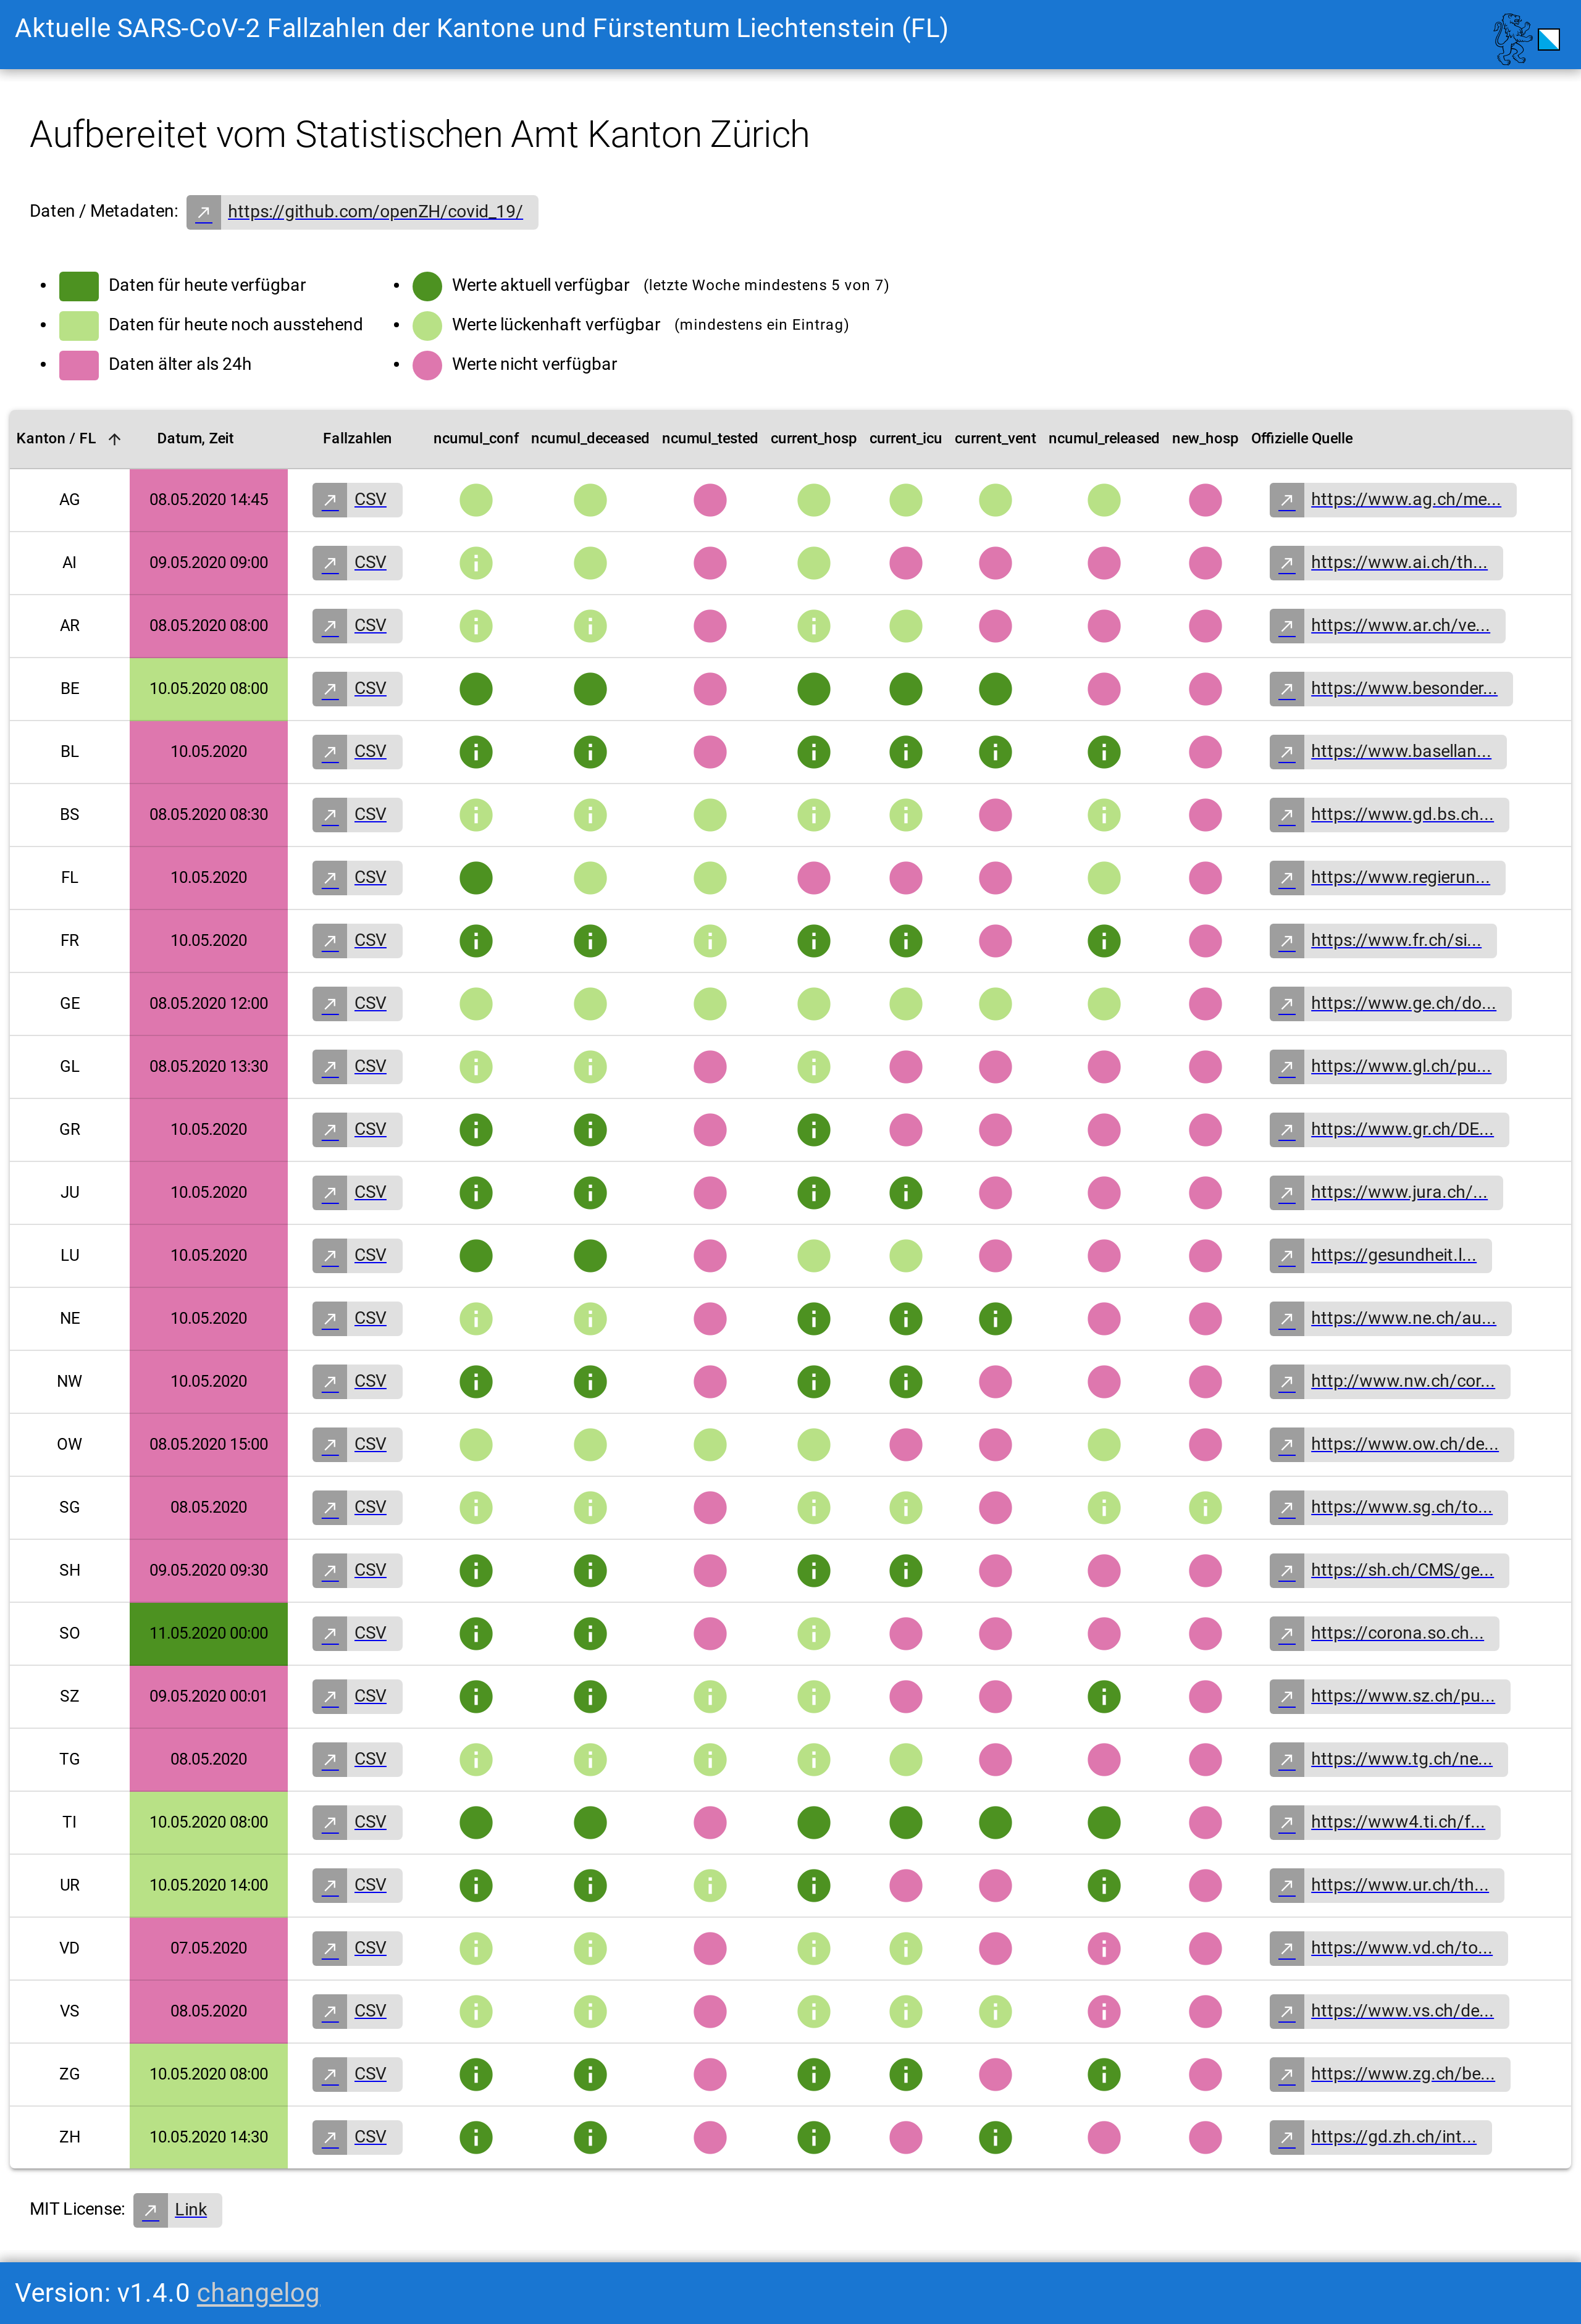 Aktuelle SARS-CoV-2 Fallzahlen der Kantone und Fürstentum Liechtenstein (FL)
Aufbereitet vom Statistischen Amt Kanton Zürich
Daten / Metadaten: https://github.com/openZH/covid_19/
Daten für heute verfügbar Werte aktuell verfügbar (letzte Woche mindestens 5 von 7)
Daten für heute noch ausstehend Werte lückenhaft verfügbar (mindestens ein Eintrag)
Daten älter als 24h Werte nicht verfügbar
Kanton / FL Datum, Zeit Fallzahlen ncumul_conf ncumul_deceased ncumul_tested current_hosp current_icu current_vent ncumul_released new_hosp Offizielle Quelle
AG 08.05.2020 14:45 CSV https://www.ag.ch/me...
AI 09.05.2020 09:00 CSV https://www.ai.ch/th...
AR 08.05.2020 08:00 CSV https://www.ar.ch/ve...
BE 10.05.2020 08:00 CSV https://www.besonder...
BL 10.05.2020 CSV https://www.basellan...
BS 08.05.2020 08:30 CSV https://www.gd.bs.ch...
FL 10.05.2020 CSV https://www.regierun...
FR 10.05.2020 CSV https://www.fr.ch/si...
GE 08.05.2020 12:00 CSV https://www.ge.ch/do...
GL 08.05.2020 13:30 CSV https://www.gl.ch/pu...
GR 10.05.2020 CSV https://www.gr.ch/DE...
JU 10.05.2020 CSV https://www.jura.ch/...
LU 10.05.2020 CSV https://gesundheit.l...
NE 10.05.2020 CSV https://www.ne.ch/au...
NW 10.05.2020 CSV http://www.nw.ch/cor...
OW 08.05.2020 15:00 CSV https://www.ow.ch/de...
SG 08.05.2020 CSV https://www.sg.ch/to...
SH 09.05.2020 09:30 CSV https://sh.ch/CMS/ge...
SO 11.05.2020 00:00 CSV https://corona.so.ch...
SZ 09.05.2020 00:01 CSV https://www.sz.ch/pu...
TG 08.05.2020 CSV https://www.tg.ch/ne...
TI 10.05.2020 08:00 CSV https://www4.ti.ch/f...
UR 10.05.2020 14:00 CSV https://www.ur.ch/th...
VD 07.05.2020 CSV https://www.vd.ch/to...
VS 08.05.2020 CSV https://www.vs.ch/de...
ZG 10.05.2020 08:00 CSV https://www.zg.ch/be...
ZH 10.05.2020 14:30 CSV https://gd.zh.ch/int...
MIT License: Link
Version: v1.4.0 changelog